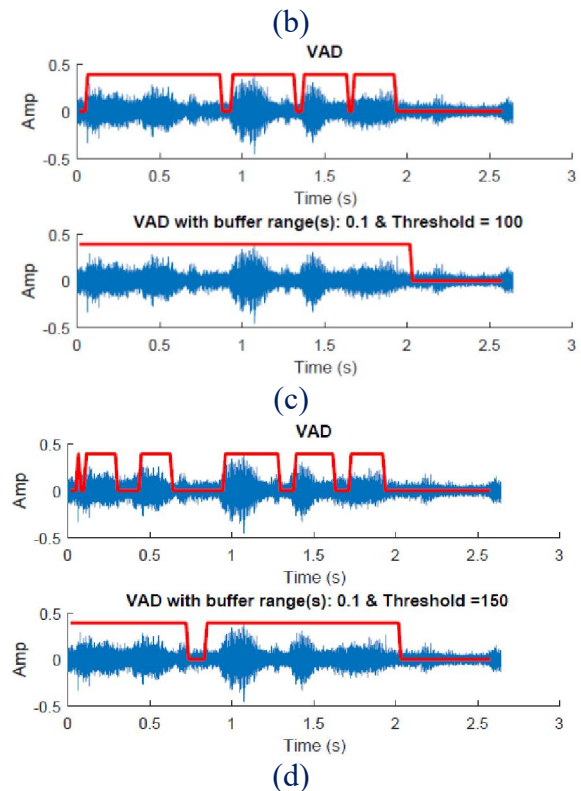 (b)
VAD
0.5
0
-0.5
Amp
0 0.5 1 1.5 2 2.5 3
Time (s)
VAD with buffer range(s): 0.1 & Threshold = 100
0.5
0
-0.5
Amp
0 0.5 1 1.5 2 2.5 3
Time (s)
(c)
VAD
0.5
0
-0.5
Amp
0 0.5 1 1.5 2 2.5 3
Time (s)
VAD with buffer range(s): 0.1 & Threshold =150
0.5
0
-0.5
Amp
0 0.5 1 1.5 2 2.5 3
Time (s)
(d)